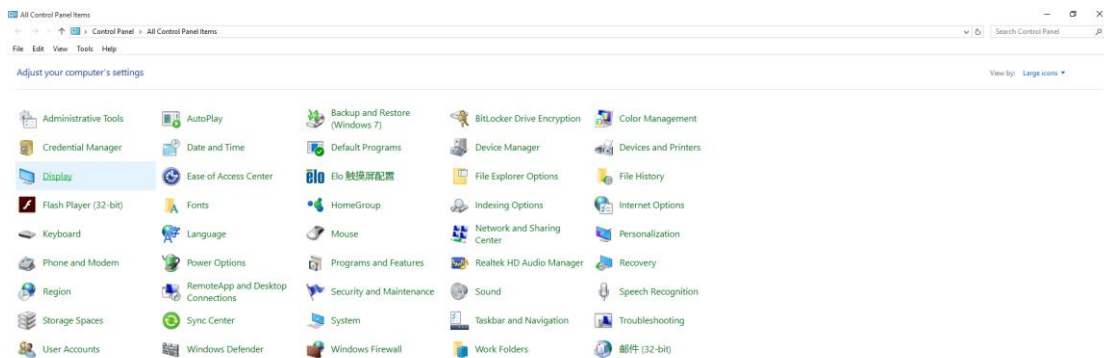 All Control Panel Items
Control Panel › All Control Panel Items
Search Control Panel
File Edit View Tools Help
Adjust your computer's settings
View by: Large icons
Administrative Tools
AutoPlay
Backup and Restore
(Windows 7)
BitLocker Drive Encryption
Color Management
Credential Manager
Date and Time
Default Programs
Device Manager
Devices and Printers
Display
Ease of Access Center
elo Elo 触摸屏配置
File Explorer Options
File History
Flash Player (32-bit)
Fonts
HomeGroup
Indexing Options
Internet Options
Keyboard
Language
Mouse
Network and Sharing
Center
Personalization
Phone and Modem
Power Options
Programs and Features
Realtek HD Audio Manager
Recovery
Region
RemoteApp and Desktop
Connections
Security and Maintenance
Sound
Speech Recognition
Storage Spaces
Sync Center
System
Taskbar and Navigation
Troubleshooting
User Accounts
Windows Defender
Windows Firewall
Work Folders
邮件 (32-bit)